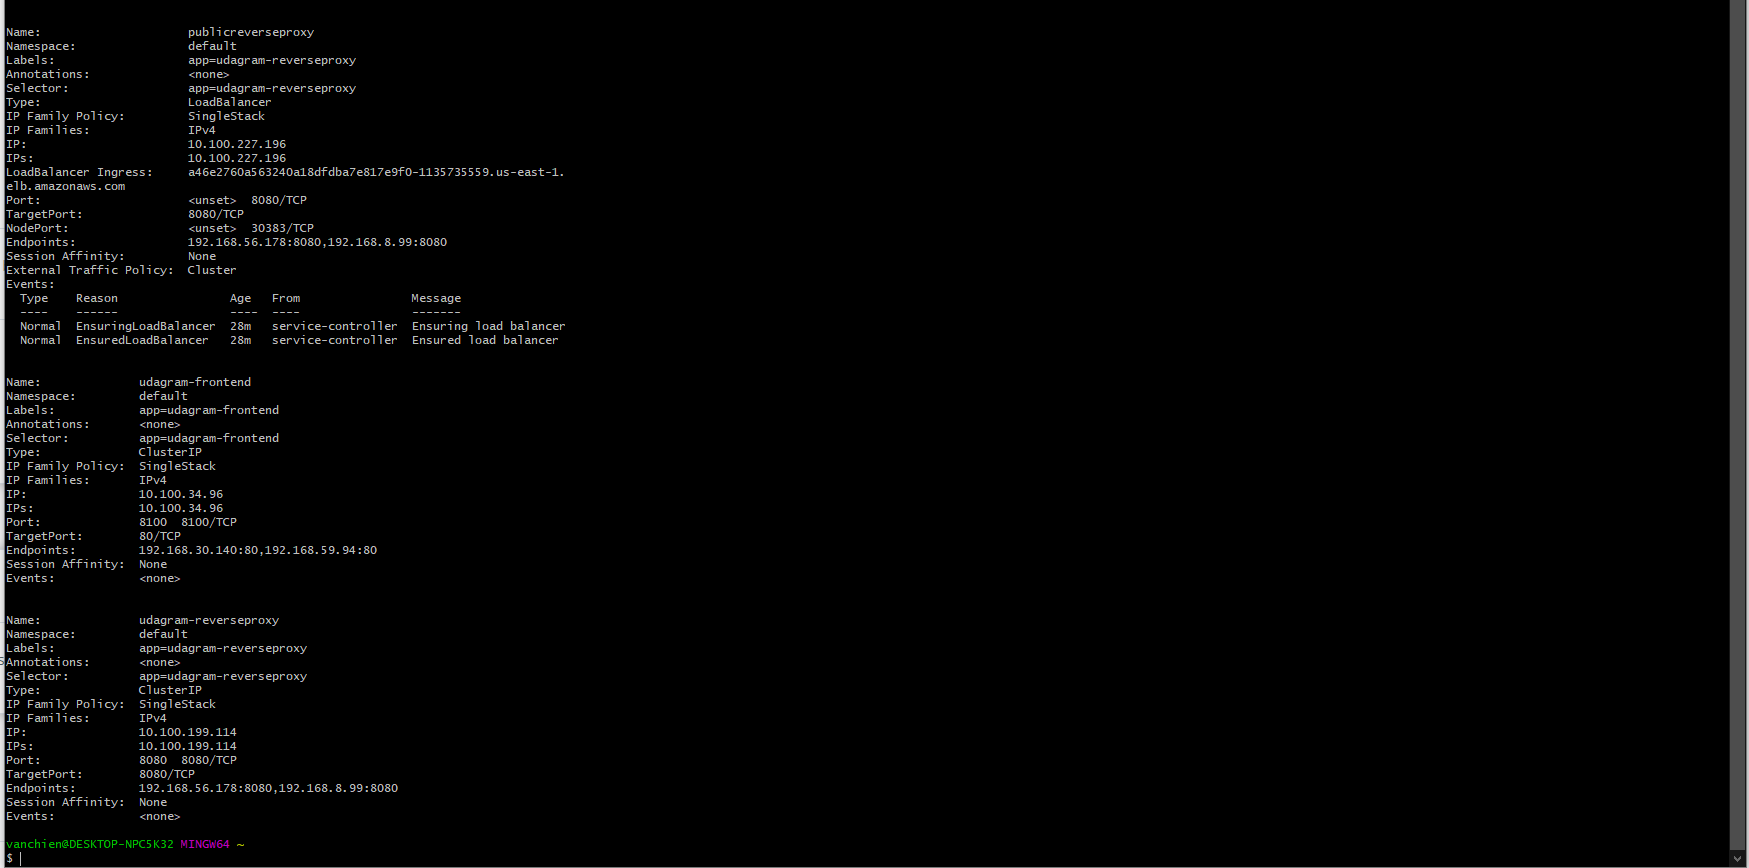 Name:                     publicreverseproxy
Namespace:                default
Labels:                   app=udagram-reverseproxy
Annotations:              <none>
Selector:                 app=udagram-reverseproxy
Type:                     LoadBalancer
IP Family Policy:         SingleStack
IP Families:              IPv4
IP:                       10.100.227.196
IPs:                      10.100.227.196
LoadBalancer Ingress:     a46e2760a563240a18dfdba7e817e9f0-1135735559.us-east-1.
elb.amazonaws.com
Port:                     <unset>  8080/TCP
TargetPort:               8080/TCP
NodePort:                 <unset>  30383/TCP
Endpoints:                192.168.56.178:8080,192.168.8.99:8080
Session Affinity:         None
External Traffic Policy:  Cluster
Events:
  Type    Reason                Age   From                Message
  ----    ------                ----  ----                -------
  Normal  EnsuringLoadBalancer  28m   service-controller  Ensuring load balancer
  Normal  EnsuredLoadBalancer   28m   service-controller  Ensured load balancer
Name:              udagram-frontend
Namespace:         default
Labels:            app=udagram-frontend
Annotations:       <none>
Selector:          app=udagram-frontend
Type:              ClusterIP
IP Family Policy:  SingleStack
IP Families:       IPv4
IP:                10.100.34.96
IPs:               10.100.34.96
Port:              8100  8100/TCP
TargetPort:        80/TCP
Endpoints:         192.168.30.140:80,192.168.59.94:80
Session Affinity:  None
Events:            <none>
Name:              udagram-reverseproxy
Namespace:         default
Labels:            app=udagram-reverseproxy
Annotations:       <none>
Selector:          app=udagram-reverseproxy
Type:              ClusterIP
IP Family Policy:  SingleStack
IP Families:       IPv4
IP:                10.100.199.114
IPs:               10.100.199.114
Port:              8080  8080/TCP
TargetPort:        8080/TCP
Endpoints:         192.168.56.178:8080,192.168.8.99:8080
Session Affinity:  None
Events:            <none>
vanchien@DESKTOP-NPC5K32 MINGW64 ~
$